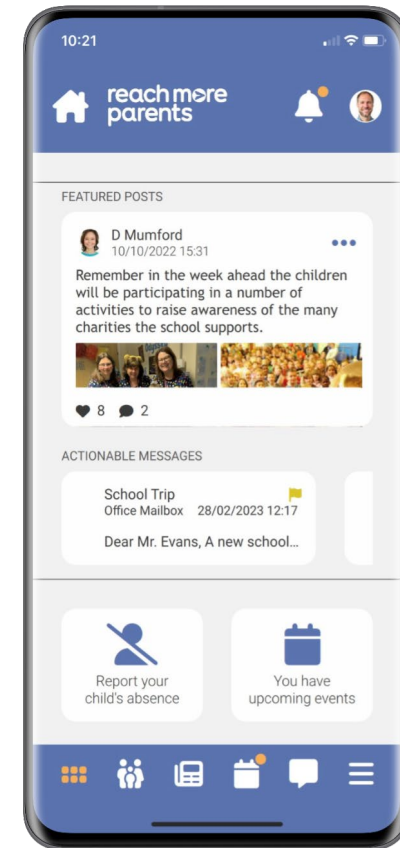 10:21
reach more
parents
FEATURED POSTS
D Mumford
10/10/2022 15:31
Remember in the week ahead the children
will be participating in a number of
activities to raise awareness of the many
charities the school supports.
8 2
ACTIONABLE MESSAGES
School Trip
Office Mailbox 28/02/2023 12:17
Dear Mr. Evans, A new school...
Report your
child's absence
You have
upcoming events